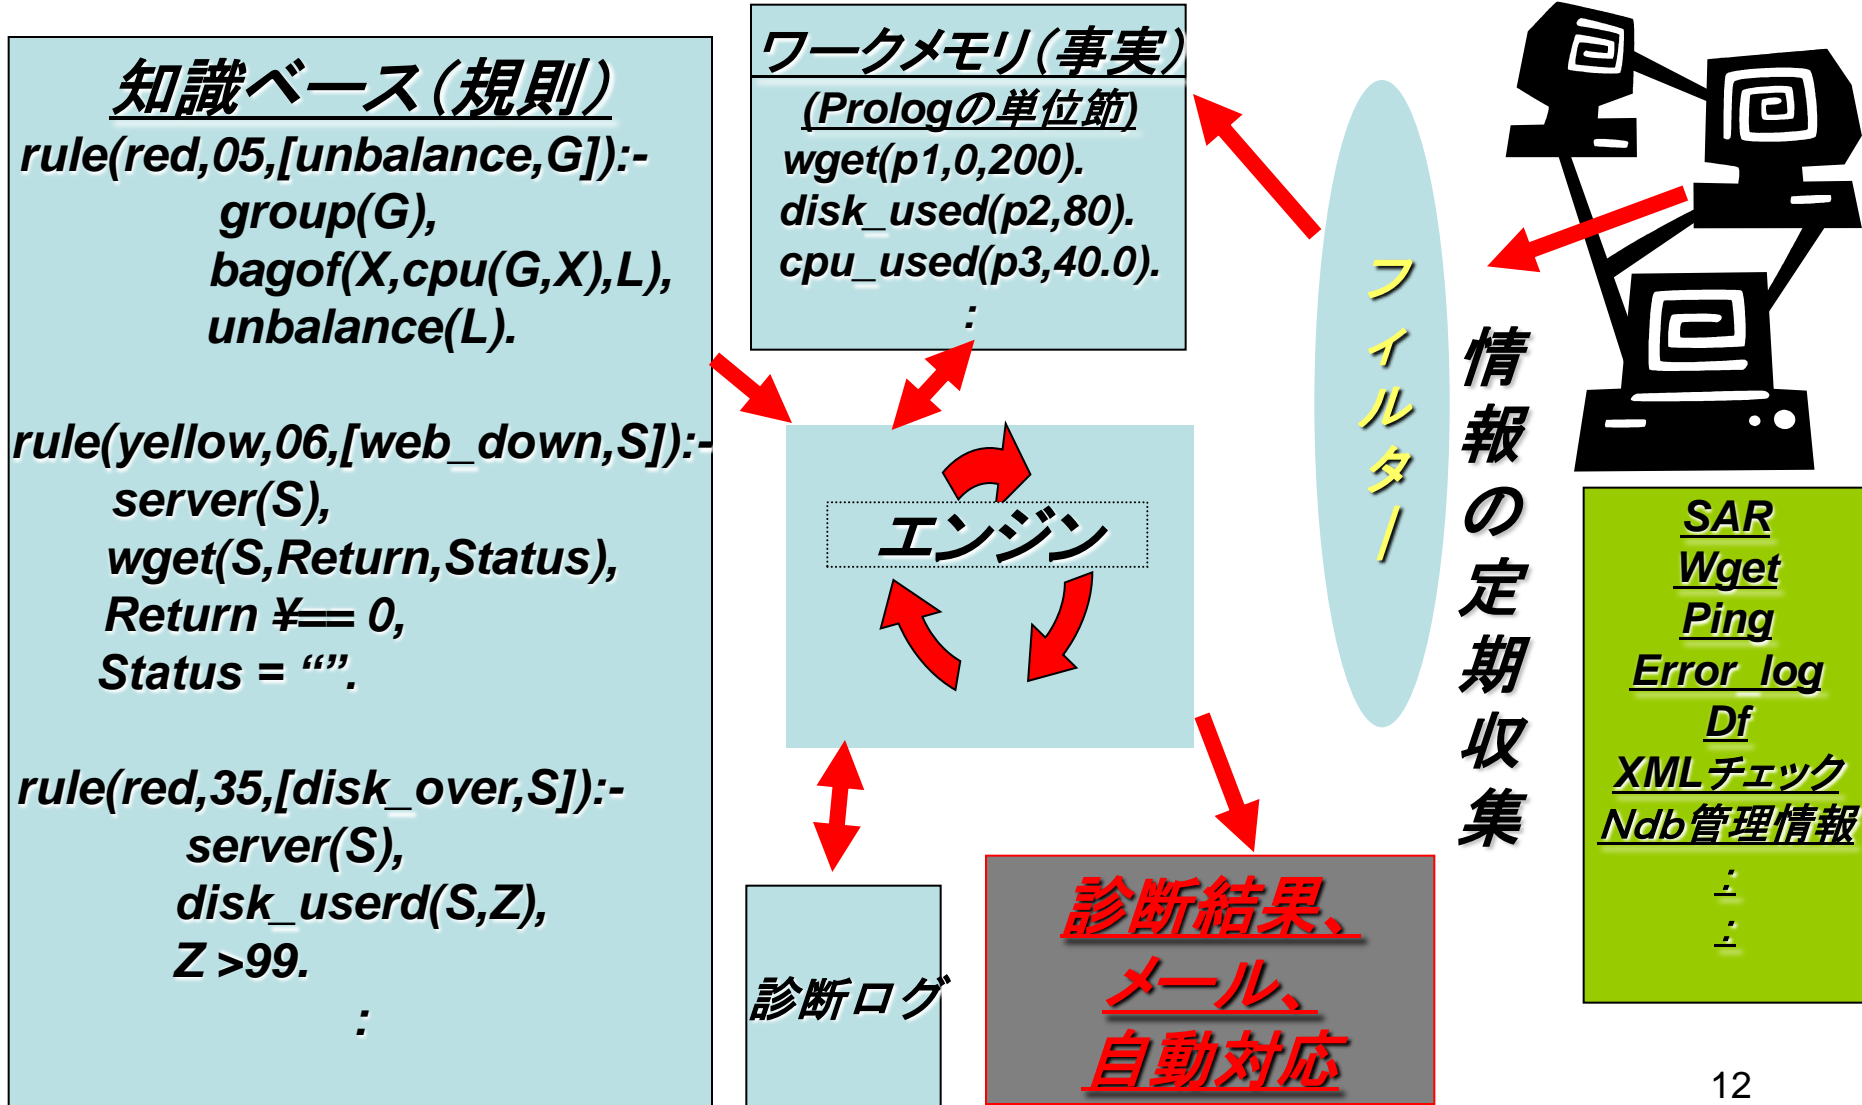 知識ベース（規則）
rule(red,05,[unbalance,G]):-
group(G),
bagof(X,cpu(G,X),L),
unbalance(L).
rule(yellow,06,[web_down,S]):-
server(S),
wget(S,Return,Status),
Return ¥== 0,
Status = “”.
rule(red,35,[disk_over,S]):-
server(S),
disk_userd(S,Z),
Z >99.
:
ワークメモリ（事実）
(Prologの単位節)
wget(p1,0,200).
disk_used(p2,80).
cpu_used(p3,40.0).
:
エンジン
診断ログ
診断結果、
メール、
自動対応
フィルター
情報の定期収集
SAR
Wget
Ping
Error_log
Df
XMLチェック
Ndb管理情報
:
:
12